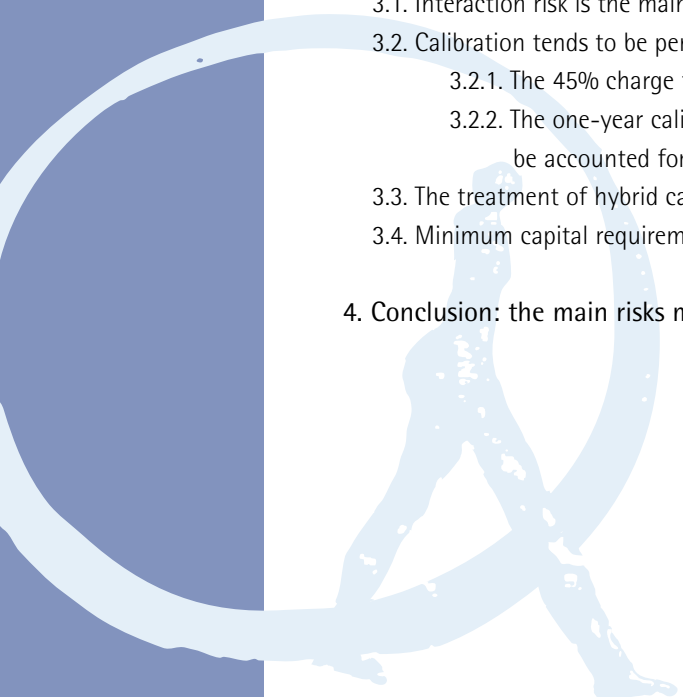 3.1. Interaction risk is the main
3.2. Calibration tends to be per
3.2.1. The 45% charge
3.2.2. The one-year cali
be accounted for
3.3. The treatment of hybrid ca
3.4. Minimum capital requirem
4. Conclusion: the main risks m